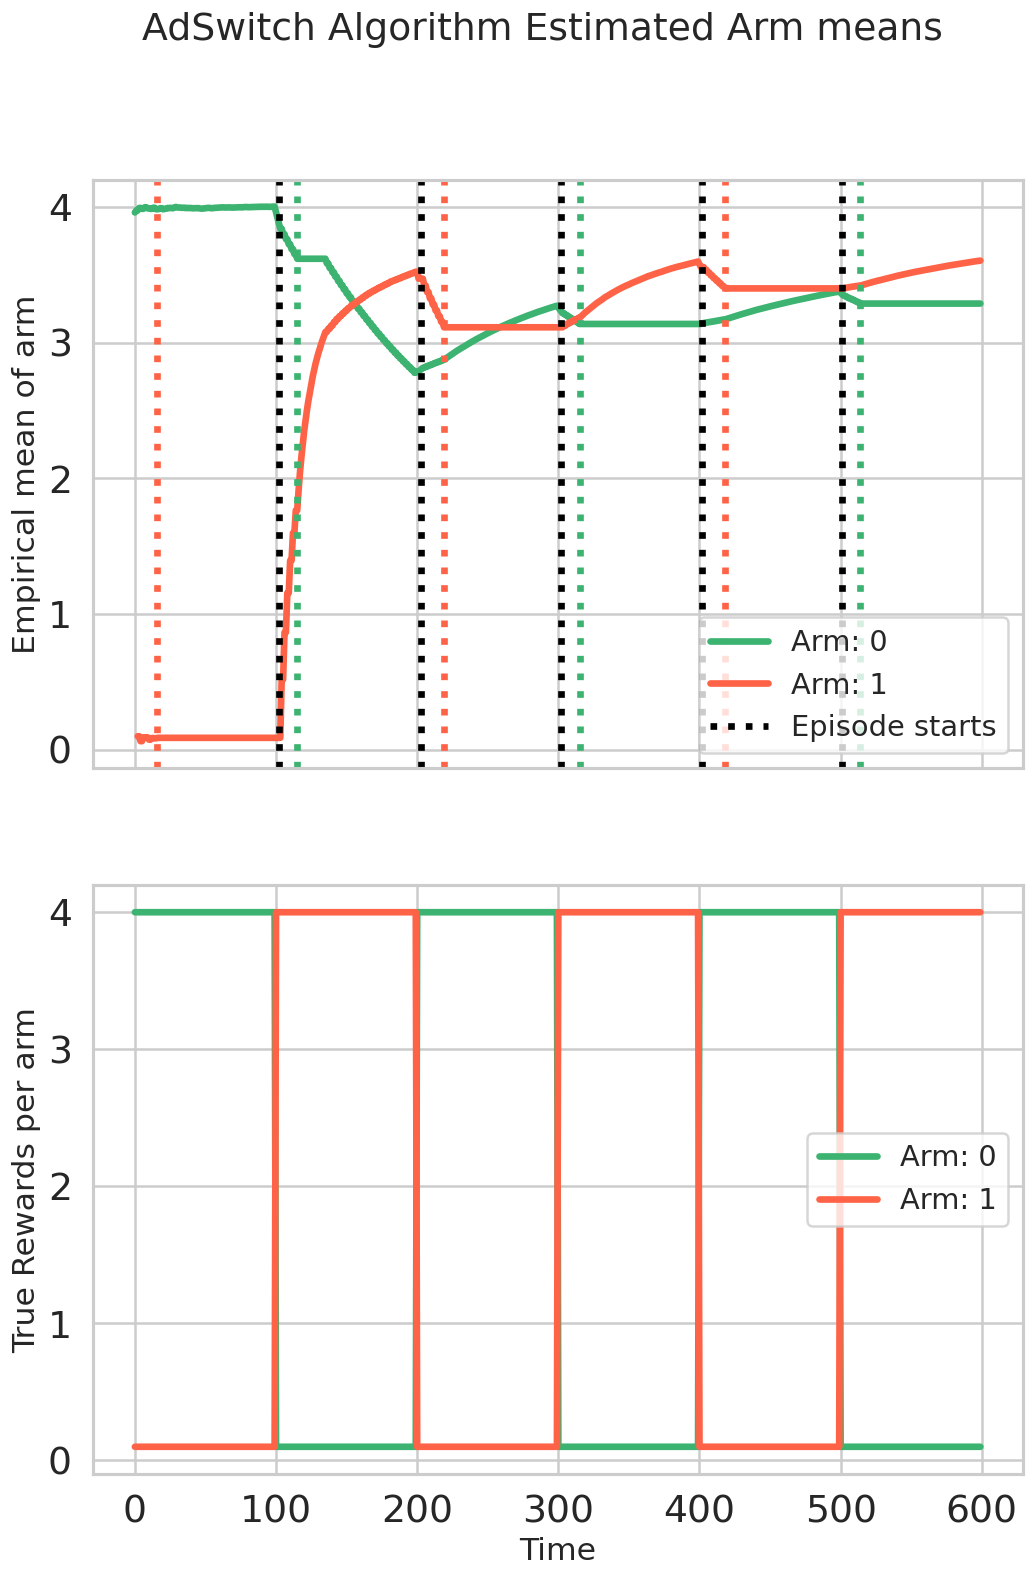 AdSwitch Algorithm Estimated Arm means
Empirical mean of arm
4
3
2
1
0
Arm: 0
Arm: 1
Episode starts
True Rewards per arm
4
3
2
1
0
Arm: 0
Arm: 1
0 100 200 300 400 500 600
Time